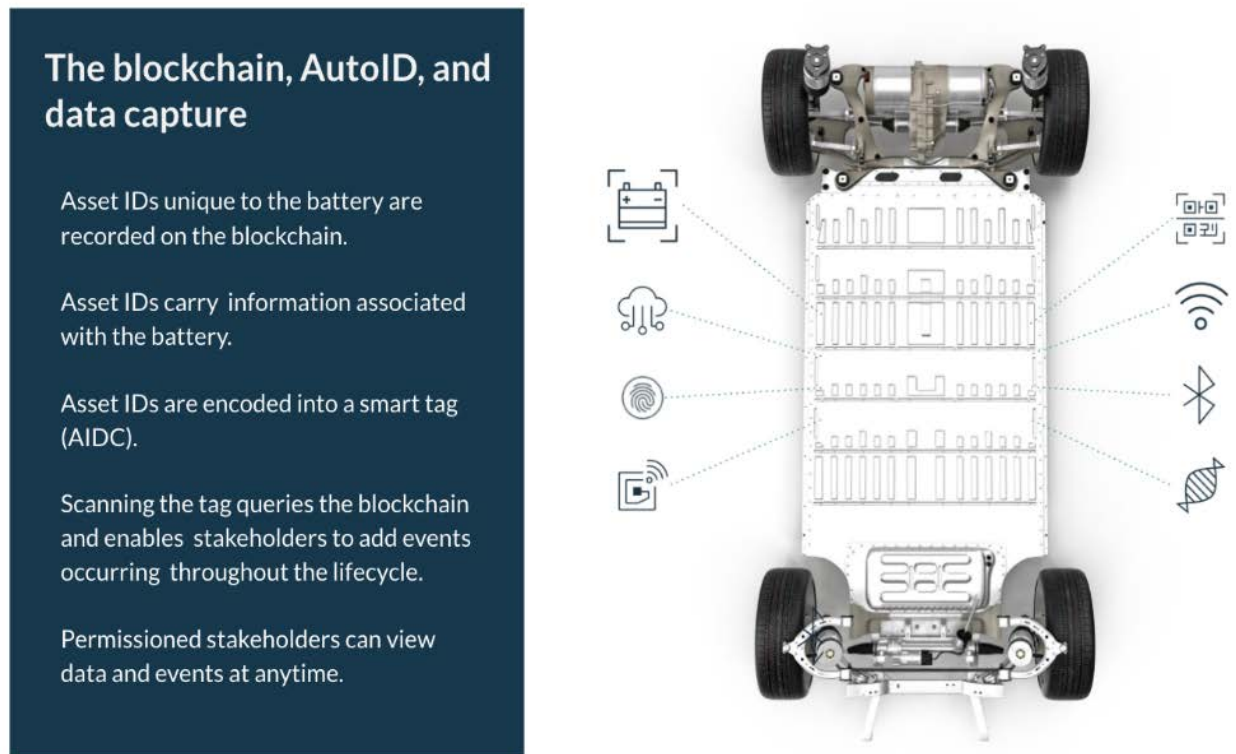 The blockchain, AutoID, and
data capture
Asset IDs unique to the battery are
recorded on the blockchain.
Asset IDs carry information associated
with the battery.
Asset IDs are encoded into a smart tag
(AIDC).
Scanning the tag queries the blockchain
and enables stakeholders to add events
occurring throughout the lifecycle.
Permissioned stakeholders can view
data and events at anytime.